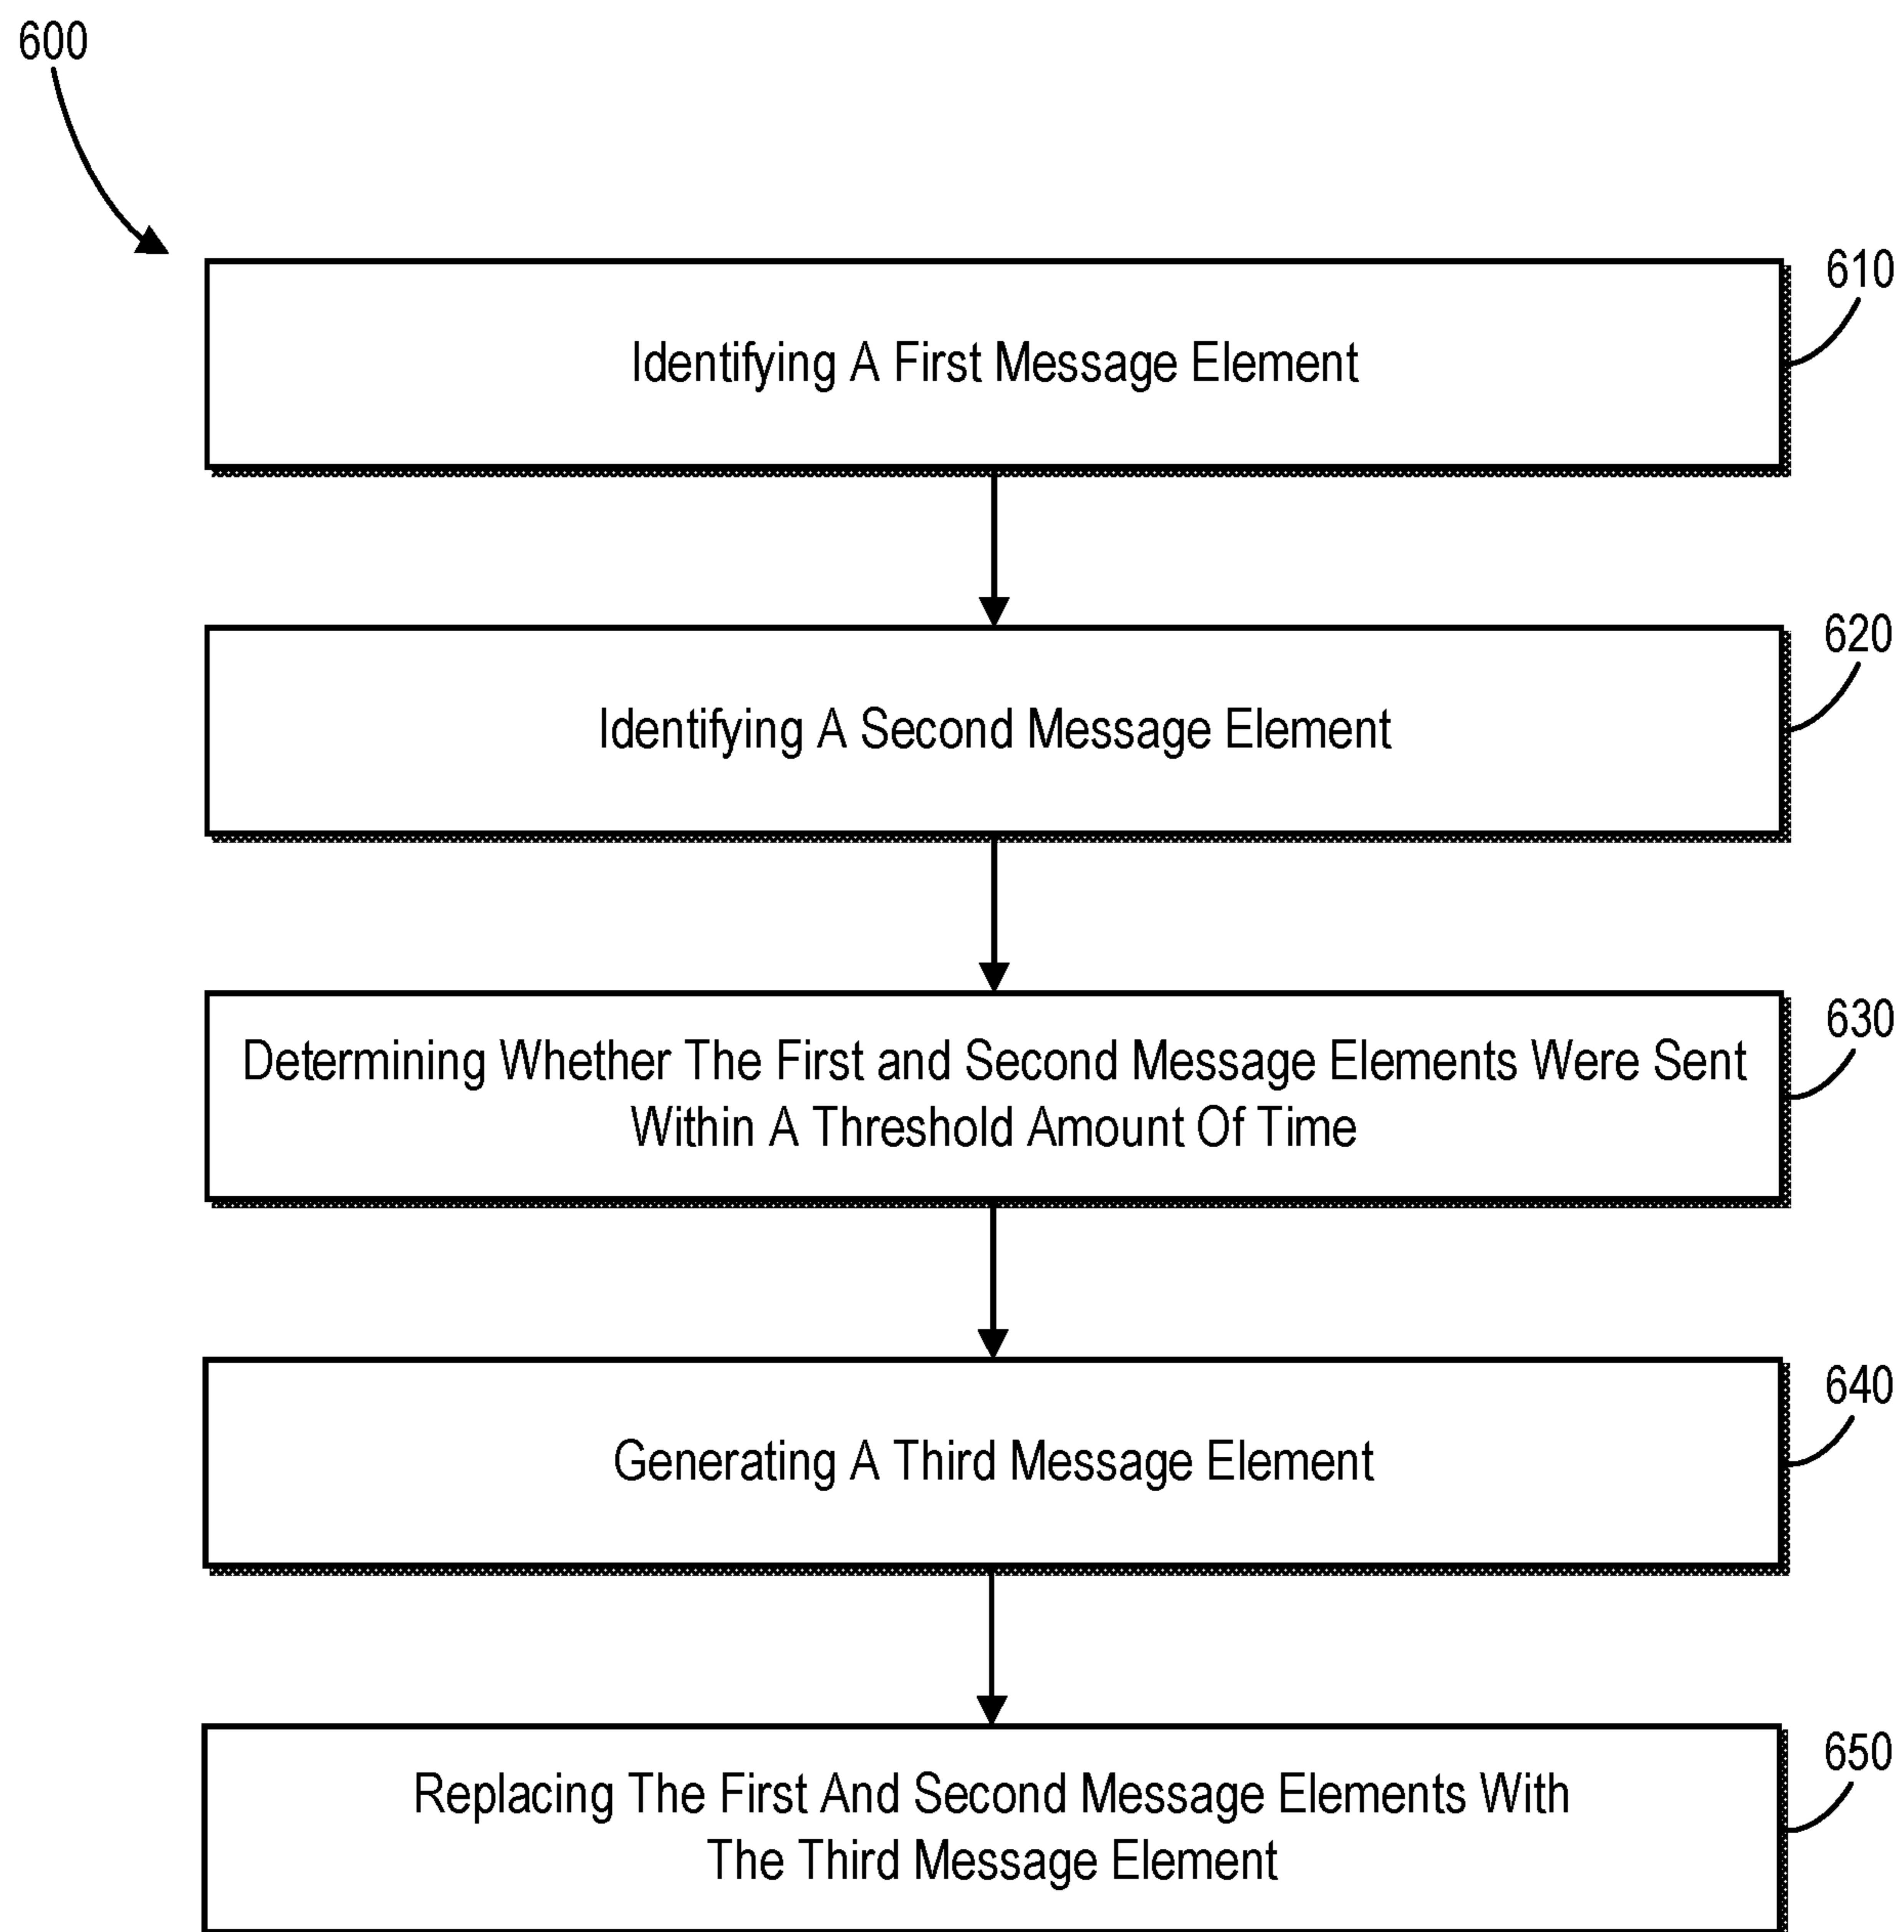 600
610
Identifying A First Message Element
620
Identifying A Second Message Element
630
Determining Whether The First and Second Message Elements Were Sent
Within A Threshold Amount Of Time
640
Generating A Third Message Element
650
Replacing The First And Second Message Elements With
The Third Message Element